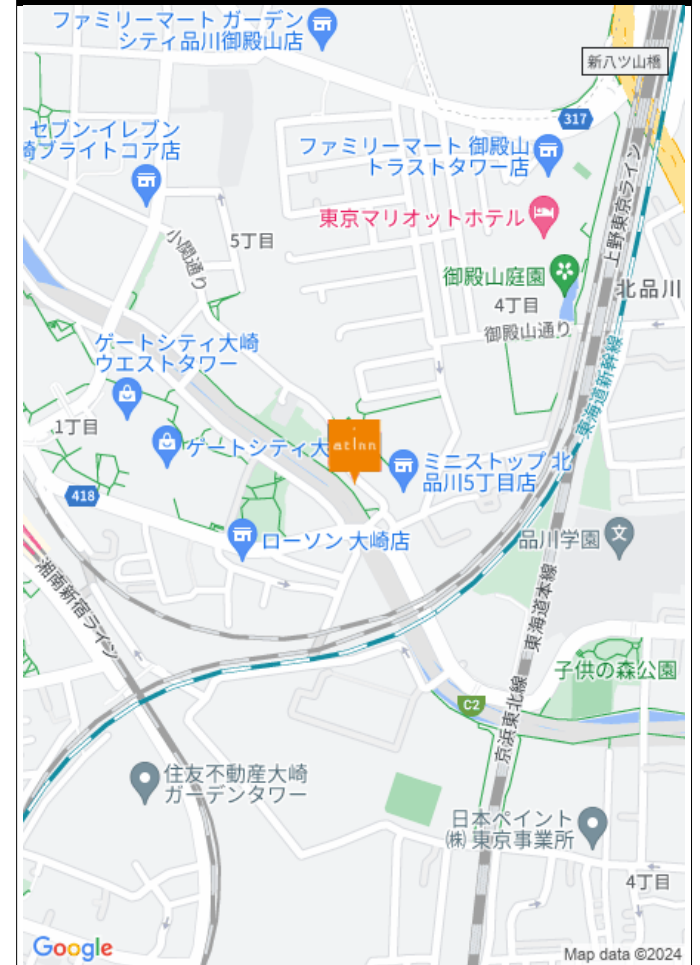 ファミリーマート ガーデン
シティ品川御殿山店
新八ツ山橋
317
セブン-イレブン
崎ブライトコア店
ファミリーマート 御殿山
トラストタワー店
上野東京ライン
東京マリオットホテル
小関通り
5丁目
御殿山庭園
4丁目
北品川
御殿山通り
東海道新幹線
ゲートシティ大崎
ウエストタワー
1丁目
ゲートシティ大
atInn
ミニストップ 北
品川5丁目店
418
ローソン 大崎店
品川学園
湘南新宿ライン
東海道本線
子供の森公園
C2
京浜東北線
住友不動産大崎
ガーデンタワー
日本ペイント
㈱ 東京事業所
4丁目
Google
Map data ©2024